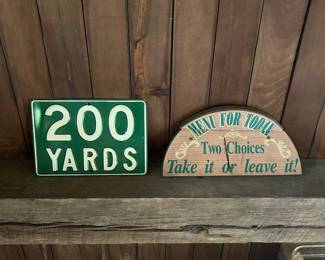 200
YARDS
MENU FOR TODAY
Two Choices
Take it or leave it!